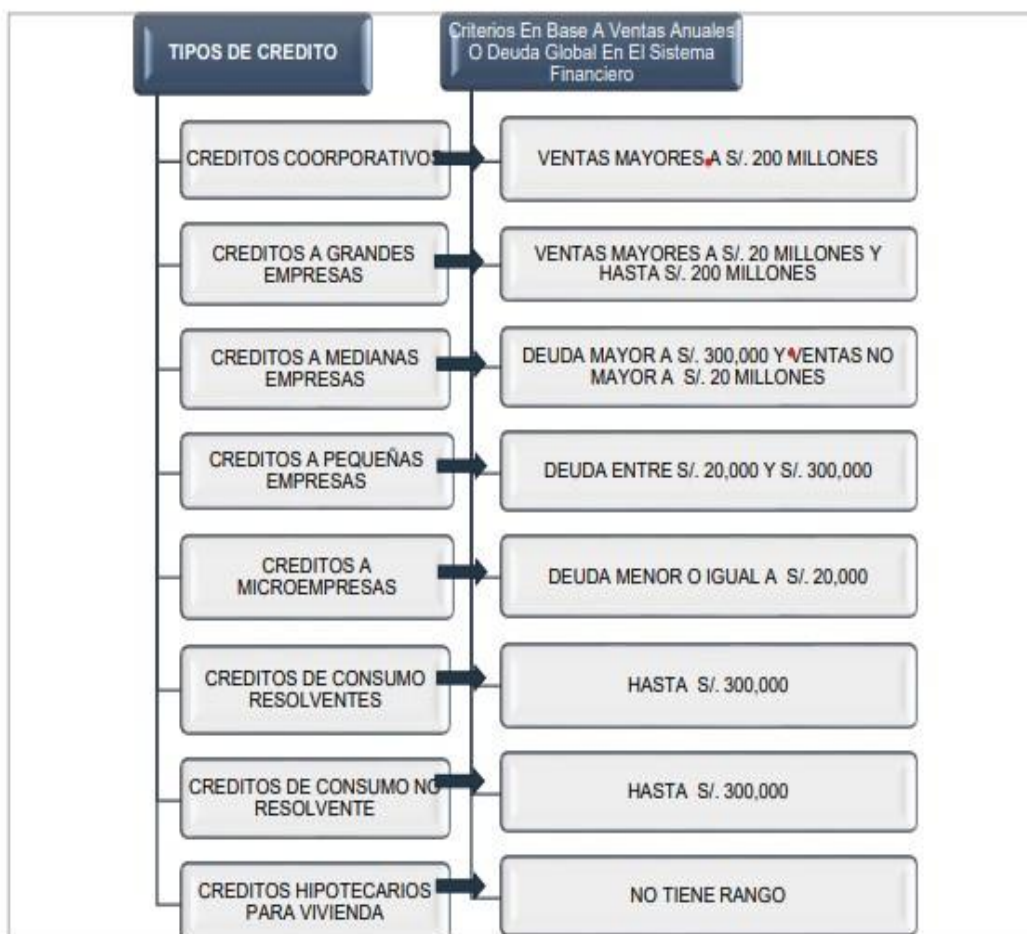 TIPOS DE CREDITO
Criterios En Base A Ventas Anuales
O Deuda Global En El Sistema
Financiero
CREDITOS COORPORATIVOS
VENTAS MAYORES A S/. 200 MILLONES
CREDITOS A GRANDES
EMPRESAS
VENTAS MAYORES A S/. 20 MILLONES Y
HASTA S/. 200 MILLONES
CREDITOS A MEDIANAS
EMPRESAS
DEUDA MAYOR A S/. 300,000 Y VENTAS NO
MAYOR A S/. 20 MILLONES
CREDITOS A PEQUEÑAS
EMPRESAS
DEUDA ENTRE S/. 20,000 Y S/. 300,000
CREDITOS A
MICROEMPRESAS
DEUDA MENOR O IGUAL A S/. 20,000
CREDITOS DE CONSUMO
RESOLVENTES
HASTA S/. 300,000
CREDITOS DE CONSUMO NO
RESOLVENTE
HASTA S/. 300,000
CREDITOS HIPOTECARIOS
PARA VIVIENDA
NO TIENE RANGO